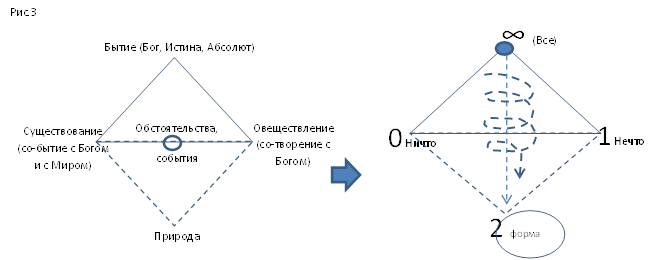 Рис.3
Бытие (Бог, Истина, Абсолют)
Существование
(со-бытие с Богом
и с Миром)
Обстоятельства,
события
Овеществление
(со-творение с
Богом)
Природа
∞ (Все)
0 Ничто
1 Нечто
2 форма